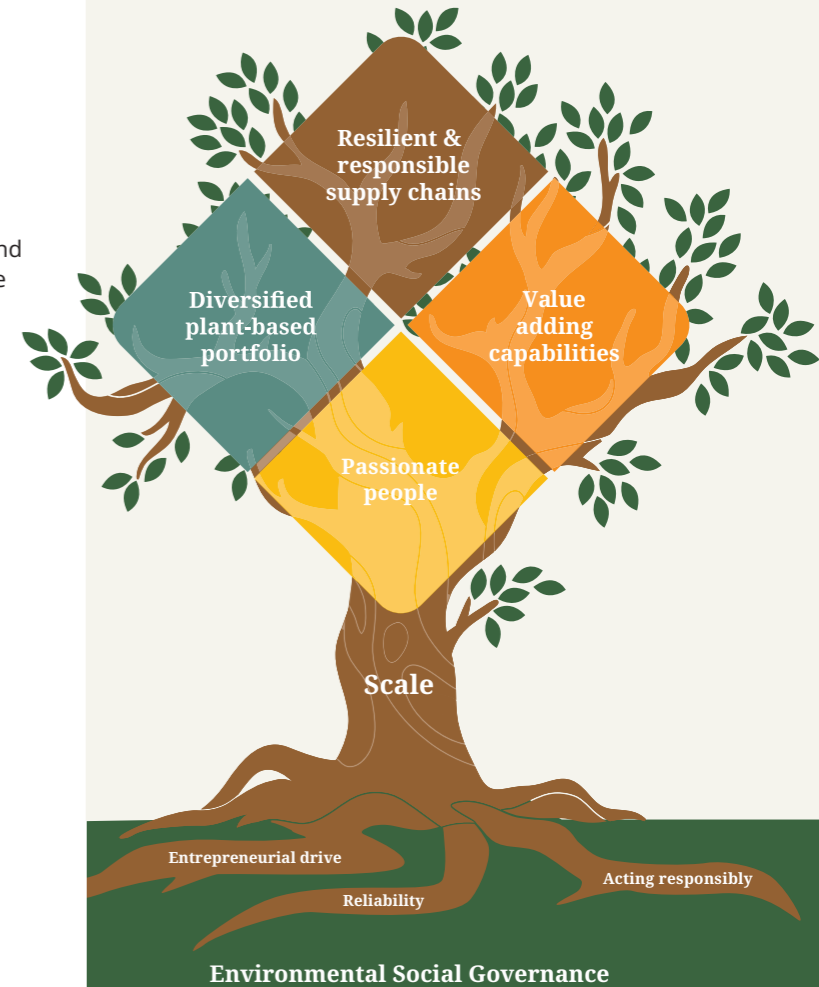 Resilient &
responsible
supply chains
nd
e
Diversified
plant-based
portfolio
Value
adding
capabilities
Passionate
people
Scale
Entrepreneurial drive
Acting responsibly
Reliability
Environmental Social Governance